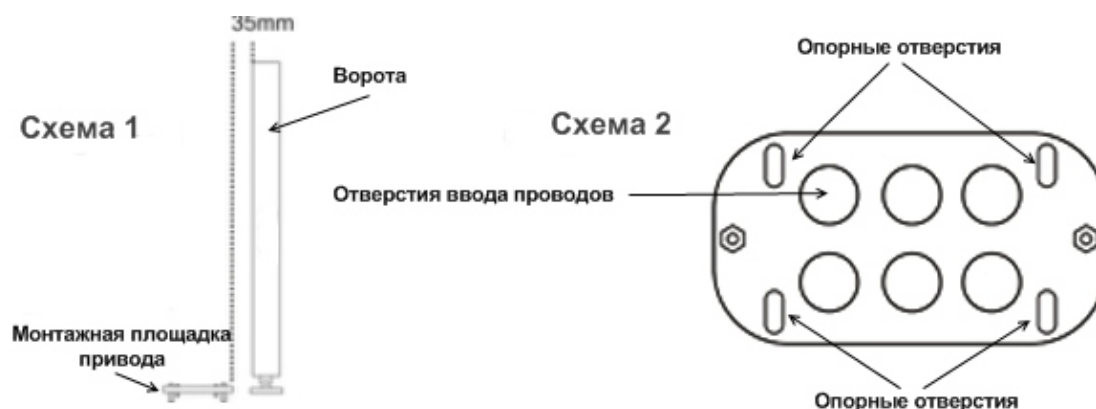 35mm
Ворота
Схема 1
Монтажная площадка
привода
Опорные отверстия
Схема 2
Отверстия ввода проводов
Опорные отверстия